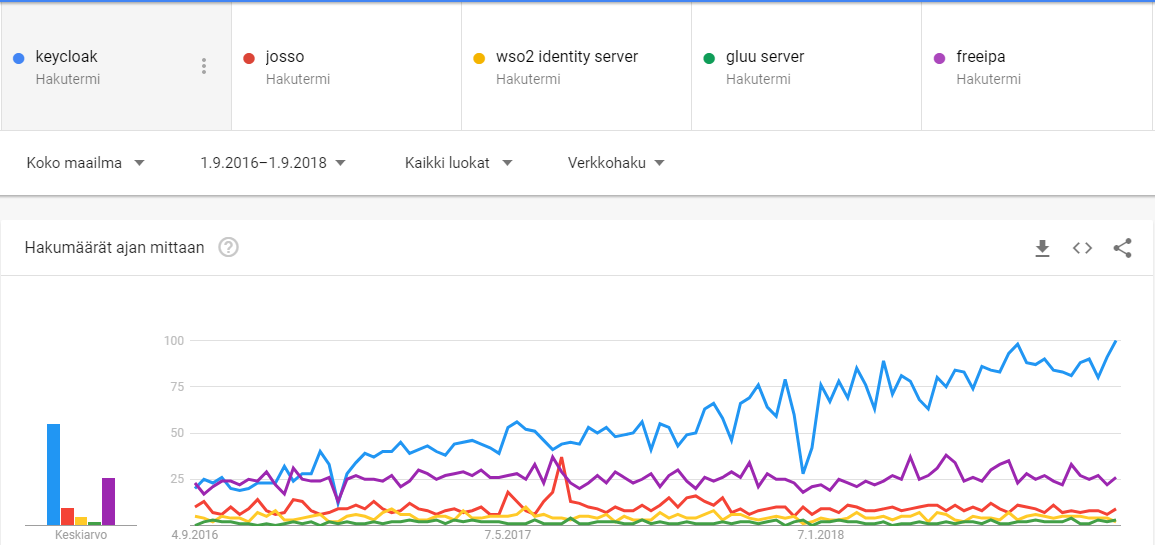 keycloak
Hakutermi
josso
Hakutermi
wso2 identity server
Hakutermi
gluu server
Hakutermi
freeipa
Hakutermi
Koko maailma
1.9.2016–1.9.2018
Kaikki luokat
Verkkohaku
Hakumäärät ajan mittaan
?
100
75
50
25
Keskiarvo
4.9.2016
7.5.2017
7.1.2018